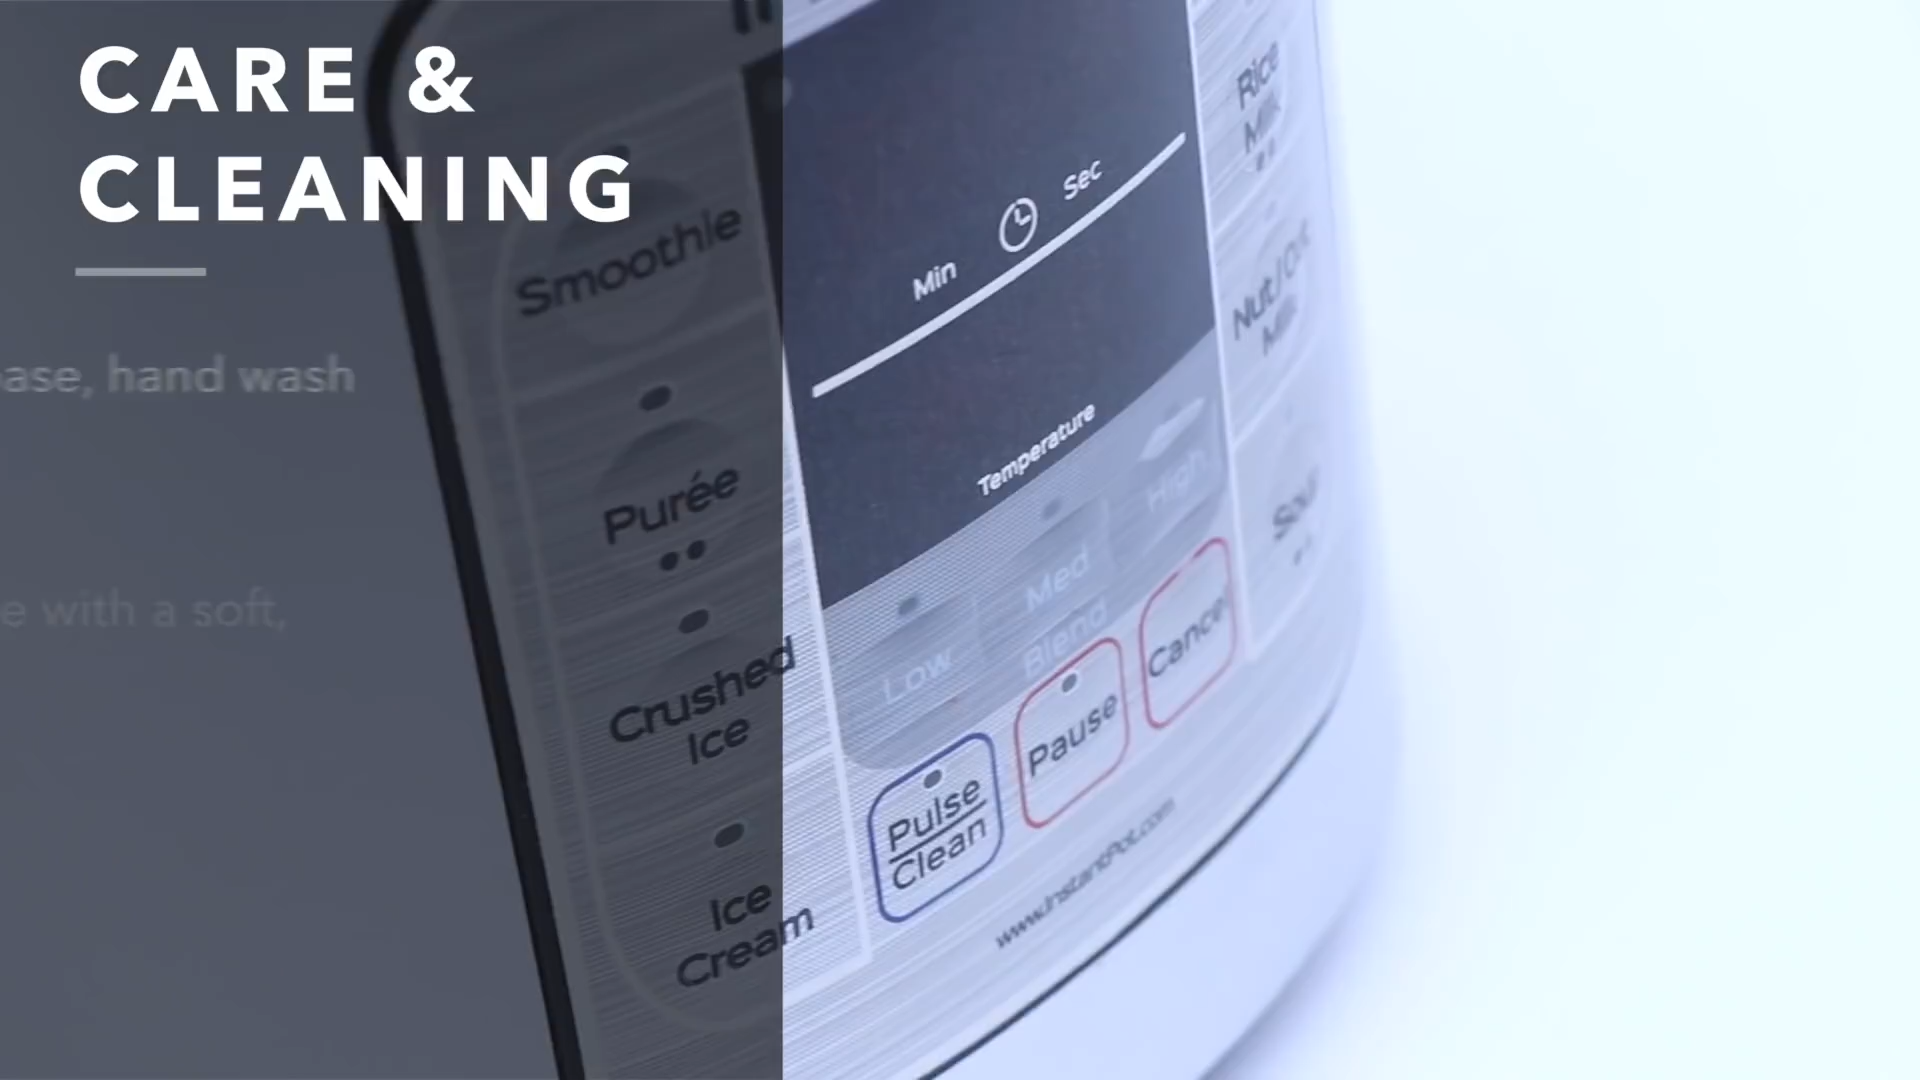 CARE &
CLEANING
ase, hand wash
e with a soft,
Smoothie
Purée
Crushed
Ice
Ice
Cream
Min
Sec
Temperature
Low
Med
High
Blend
Pulse
Clean
Pause
Cancel
www.InstantPot.com
Rice
Milk